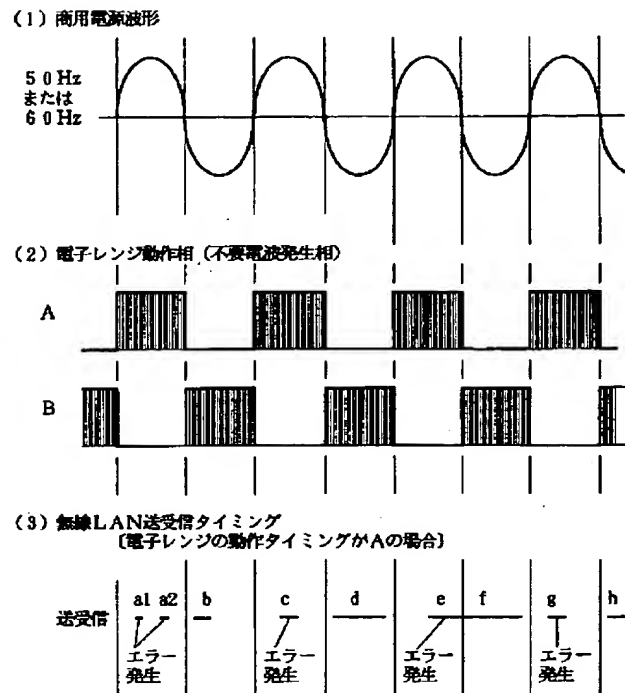 (1) 商用電源波形
50Hz
または
60Hz
(2) 電子レンジ動作相 (不要電波発生相)
A
B
(3) 無線LAN送受信タイミング
〔電子レンジの動作タイミングがAの場合〕
a1 a2 b c d e f g h
送受信
エラー エラー エラー エラー
発生 発生 発生 発生